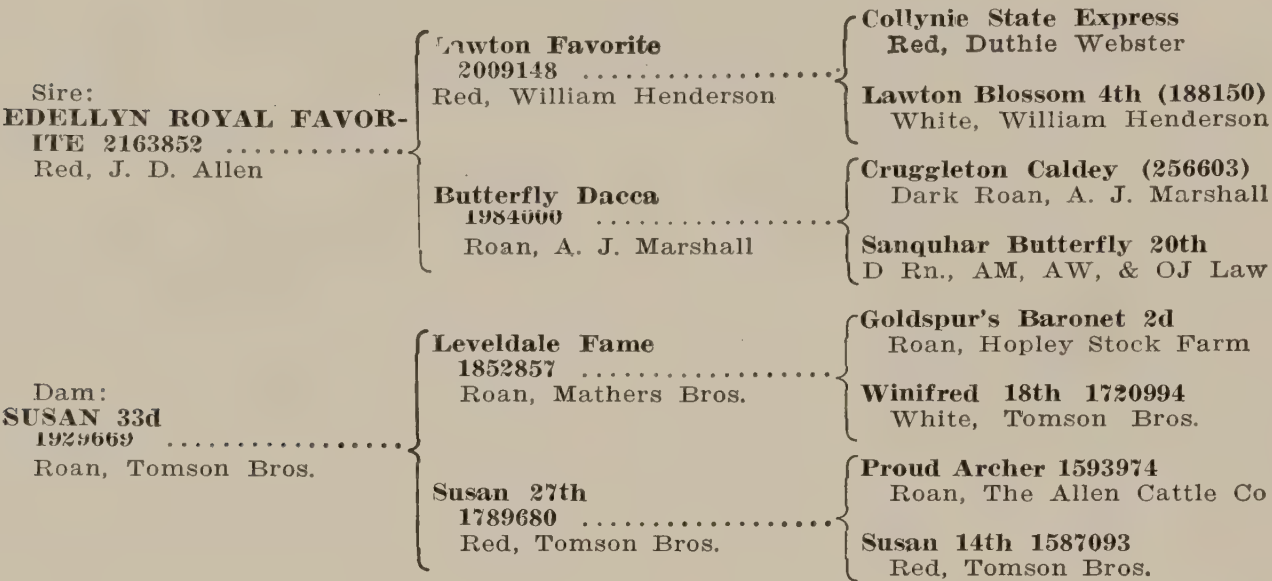 Sire:
EDELLYN ROYAL FAVOR-
ITE 2163852
Red, J. D. Allen
Lawton Favorite
2009148
Red, William Henderson
Collynie State Express
Red, Duthie Webster
Lawton Blossom 4th (188150)
White, William Henderson
Butterfly Dacca
1984000
Roan, A. J. Marshall
Cruggleton Caldey (256603)
Dark Roan, A. J. Marshall
Sanquhar Butterfly 20th
D Rn., AM, AW, & OJ Law
Dam:
SUSAN 33d
1929669
Roan, Tomson Bros.
Leveldale Fame
1852857
Roan, Mathers Bros.
Goldspur's Baronet 2d
Roan, Hopley Stock Farm
Winifred 18th 1720994
White, Tomson Bros.
Susan 27th
1789680
Red, Tomson Bros.
Proud Archer 1593974
Roan, The Allen Cattle Co
Susan 14th 1587093
Red, Tomson Bros.